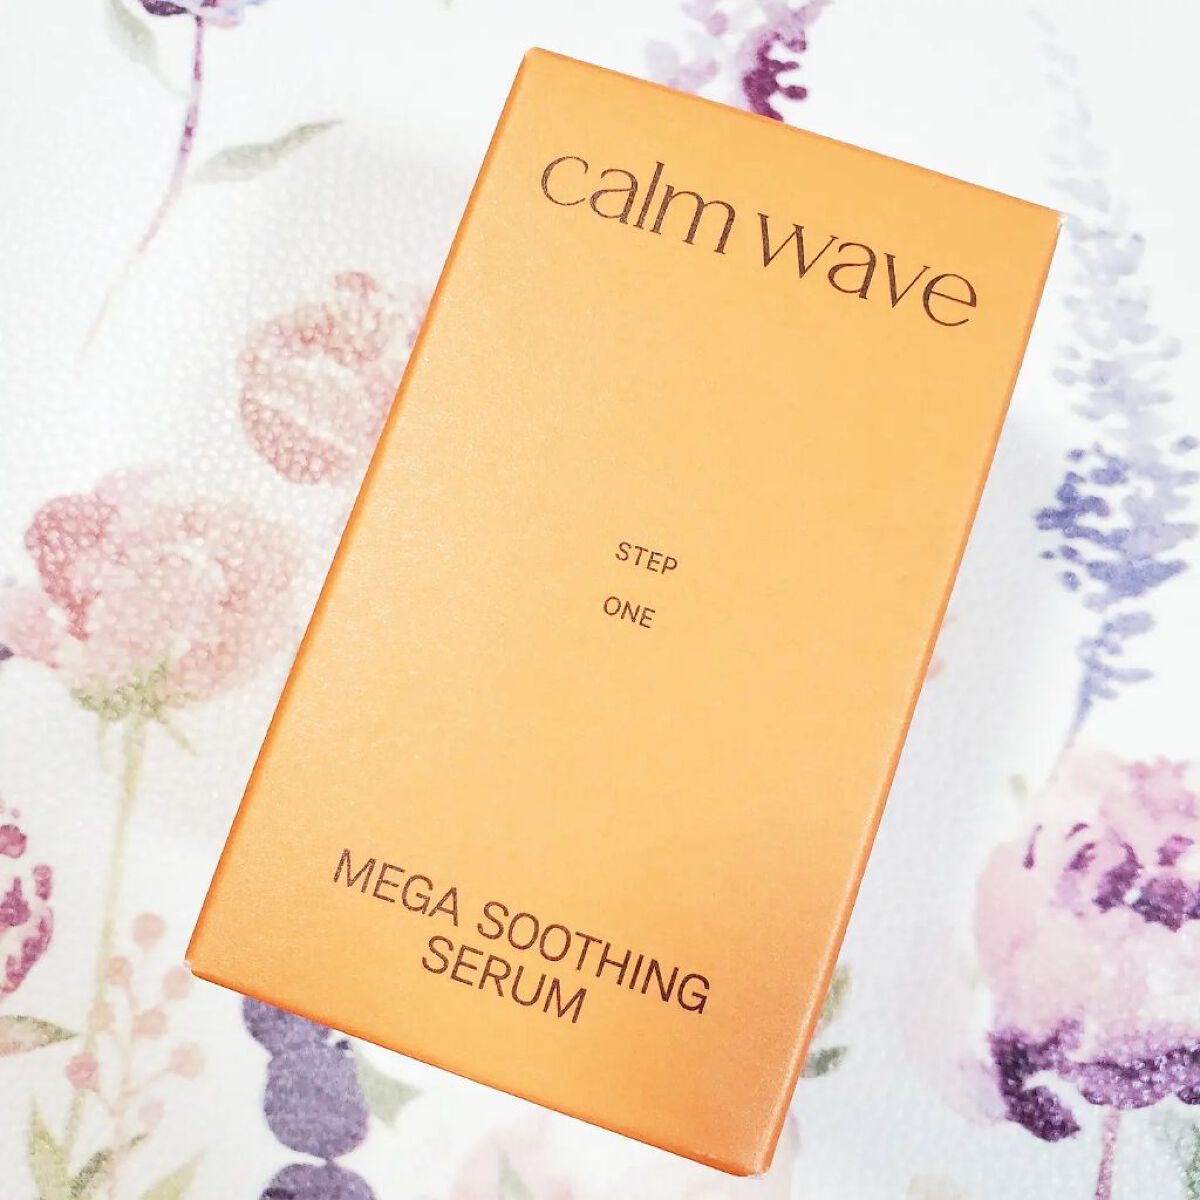 calm wave
STEP
ONE
MEGA SOOTHING
SERUM